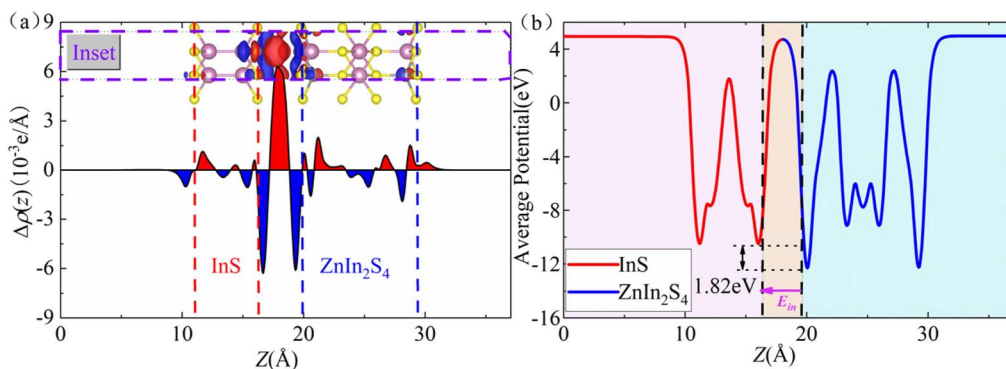 (a)
Inset
9
6
3
0
-3
-6
-9
Δρ(z) (10⁻³e/Å)
InS
ZnIn₂S₄
0
10
20
30
Z(Å)
(b)
4
0
-4
-8
-12
-16
Average Potential(eV)
1.82eV
E_in
InS
ZnIn₂S₄
0
10
20
30
Z(Å)